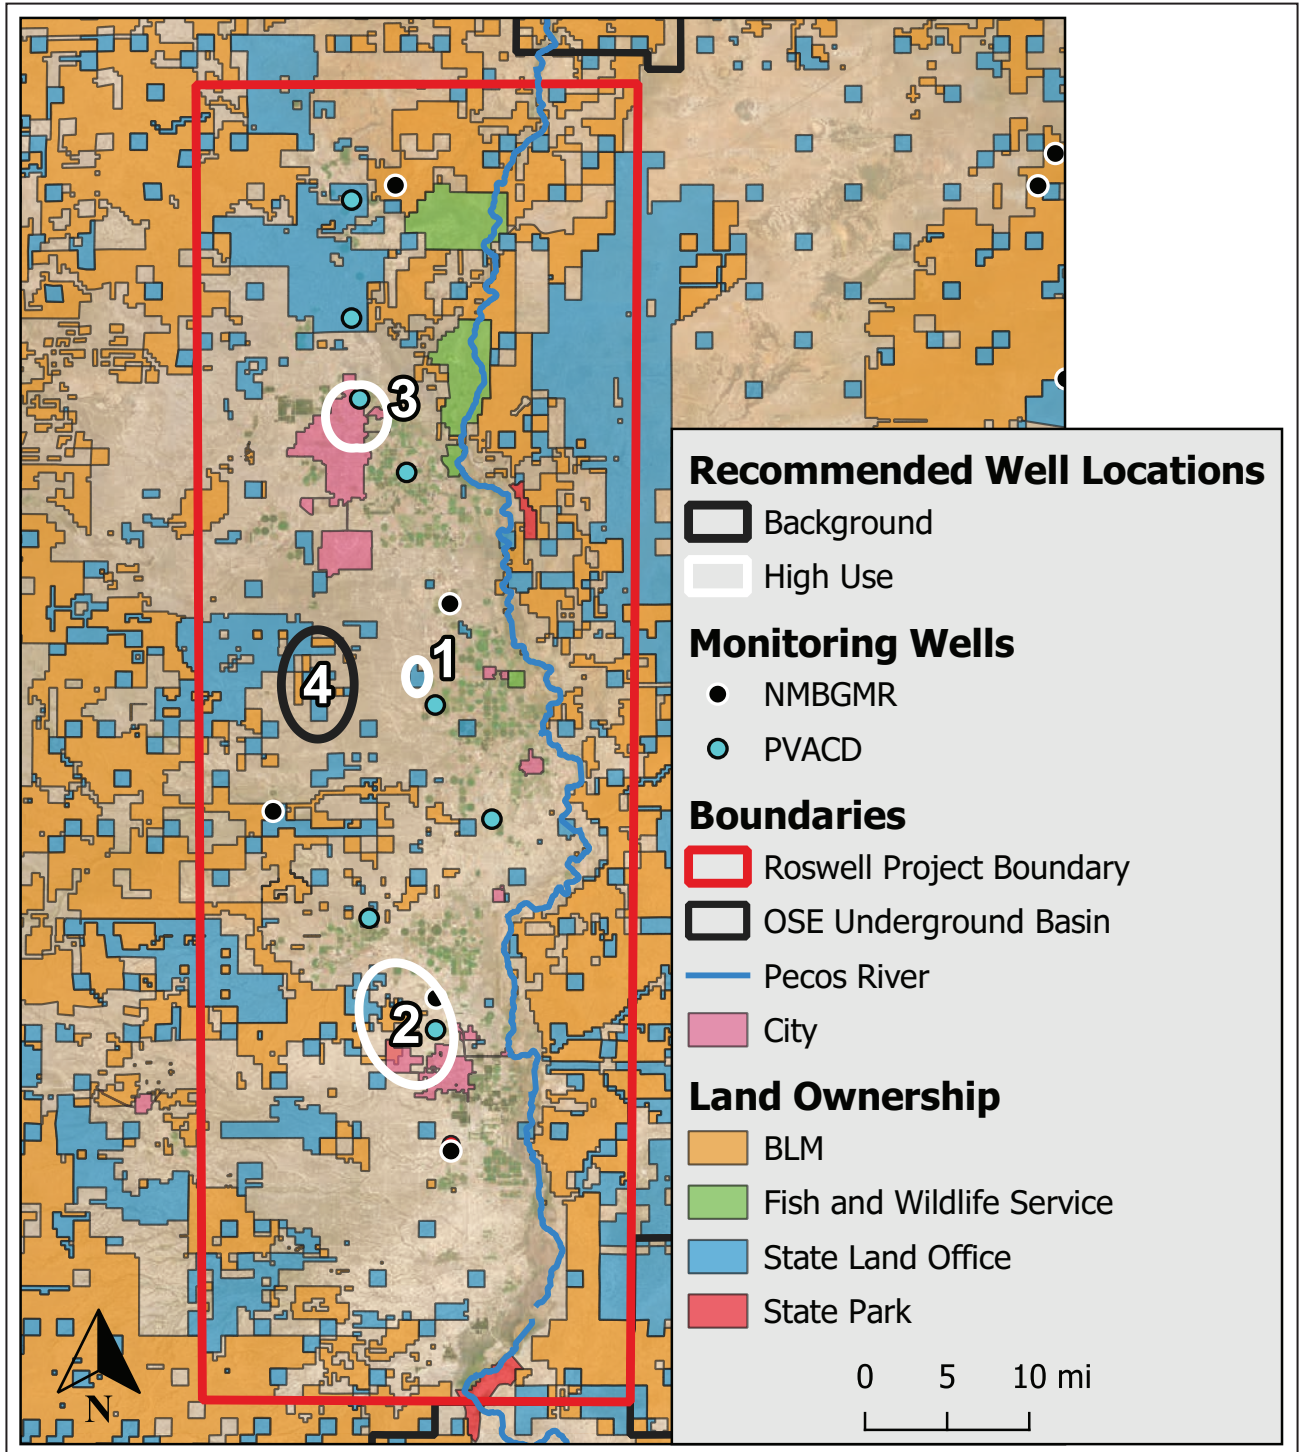 3
1
4
2
N
Recommended Well Locations
Background
High Use
Monitoring Wells
NMBGMR
PVACD
Boundaries
Roswell Project Boundary
OSE Underground Basin
Pecos River
City
Land Ownership
BLM
Fish and Wildlife Service
State Land Office
State Park
0 5 10 mi